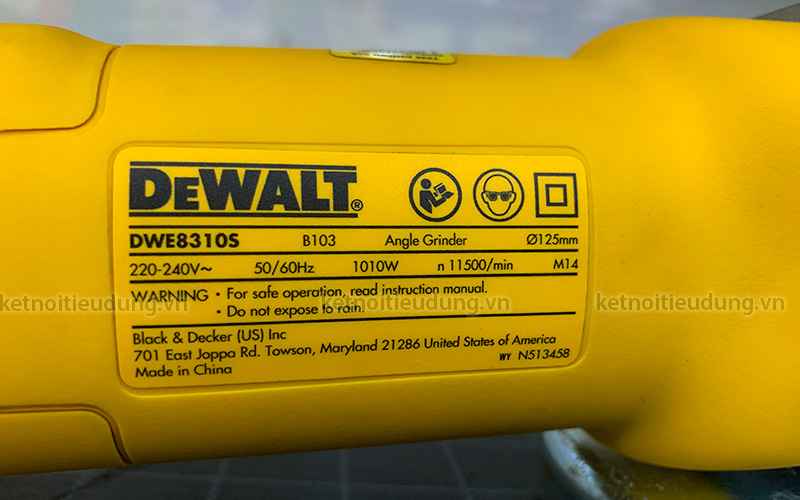 DEWALT®
DWE8310S B103 Angle Grinder Ø125mm
220-240V~ 50/60Hz 1010W n 11500/min M14
WARNING • For safe operation, read instruction manual.
• Do not expose to rain.
ketnoitieudung.vn ketnoitieudung.vn ketnoitieudung.vn
Black & Decker (US) Inc
701 East Joppa Rd. Towson, Maryland 21286 United States of America
WY N513458
Made in China